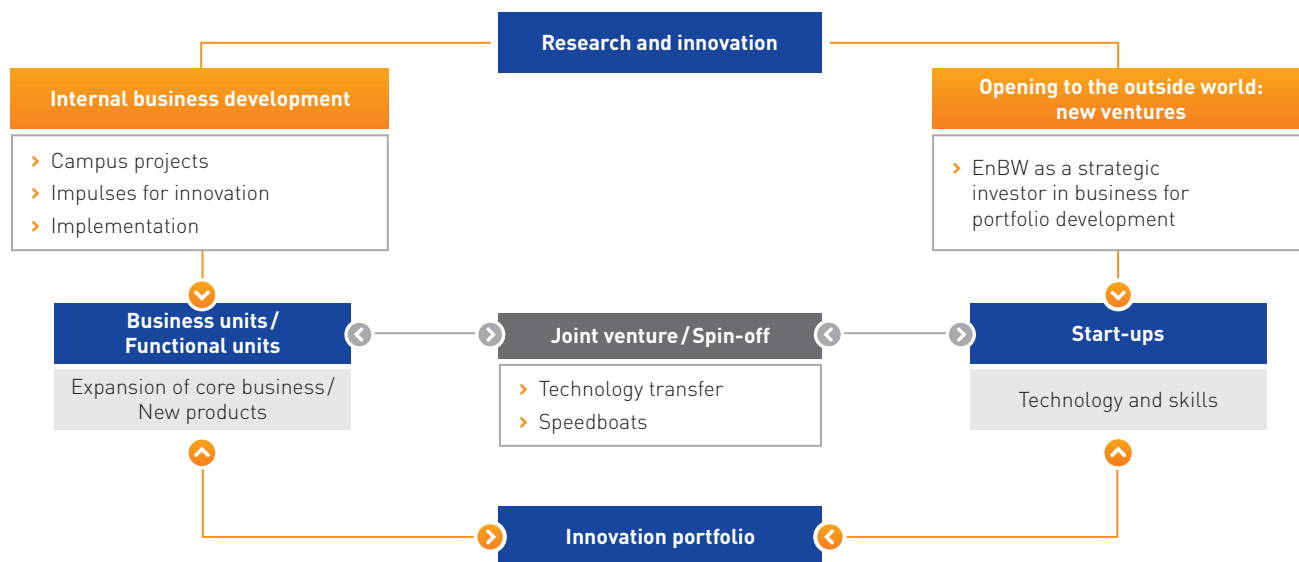 Research and innovation
Internal business development
Campus projects
Impulses for innovation
Implementation
Opening to the outside world:
new ventures
EnBW as a strategic
investor in business for
portfolio development
Business units/
Functional units
Expansion of core business/
New products
Joint venture/Spin-off
Technology transfer
Speedboats
Start-ups
Technology and skills
Innovation portfolio